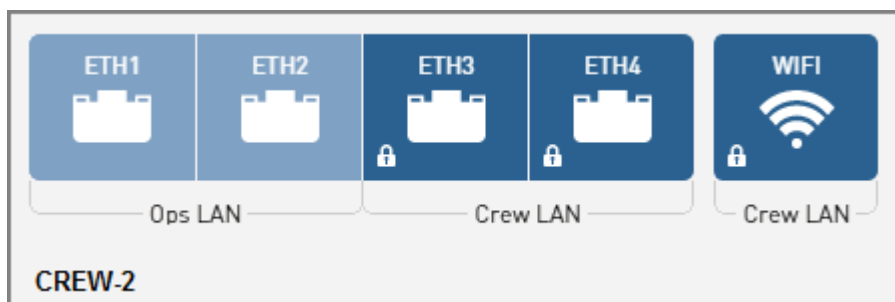 ETH1 ETH2 ETH3 ETH4 WIFI
Ops LAN Crew LAN Crew LAN
CREW-2